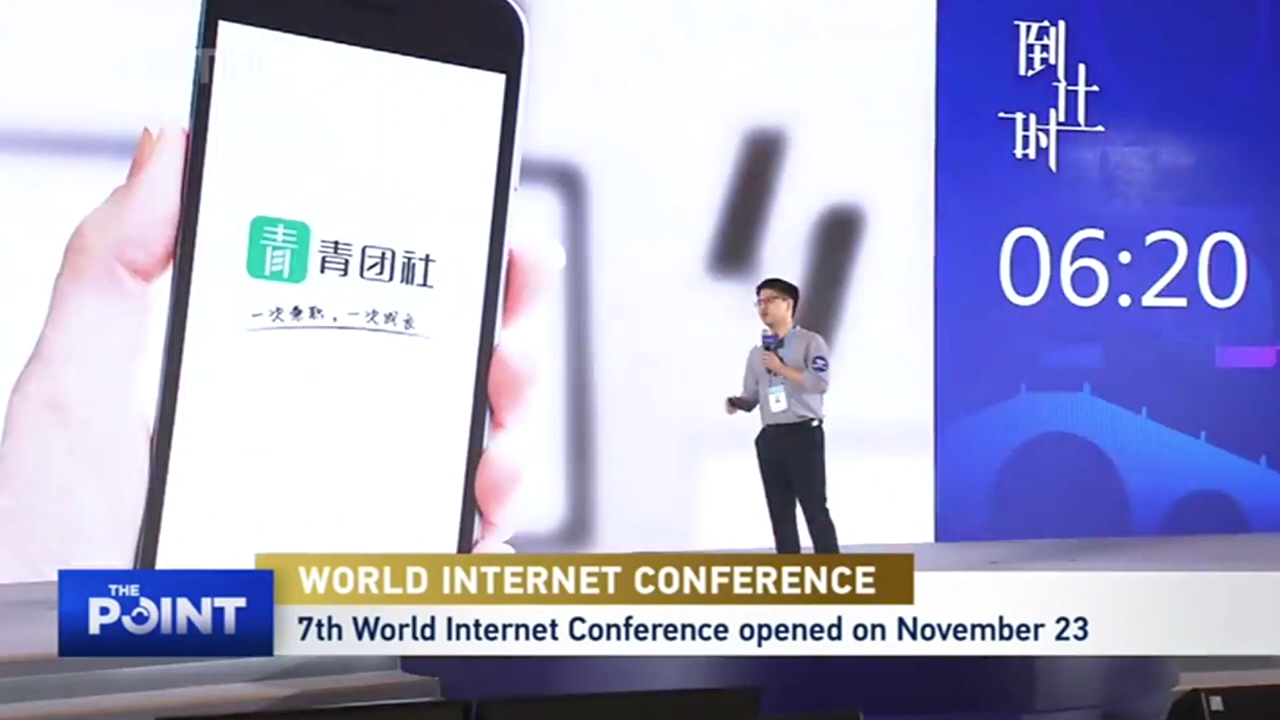 倒计时
06:20
青 青团社
一次兼职，一次成长
WORLD INTERNET CONFERENCE
THE POINT
7th World Internet Conference opened on November 23